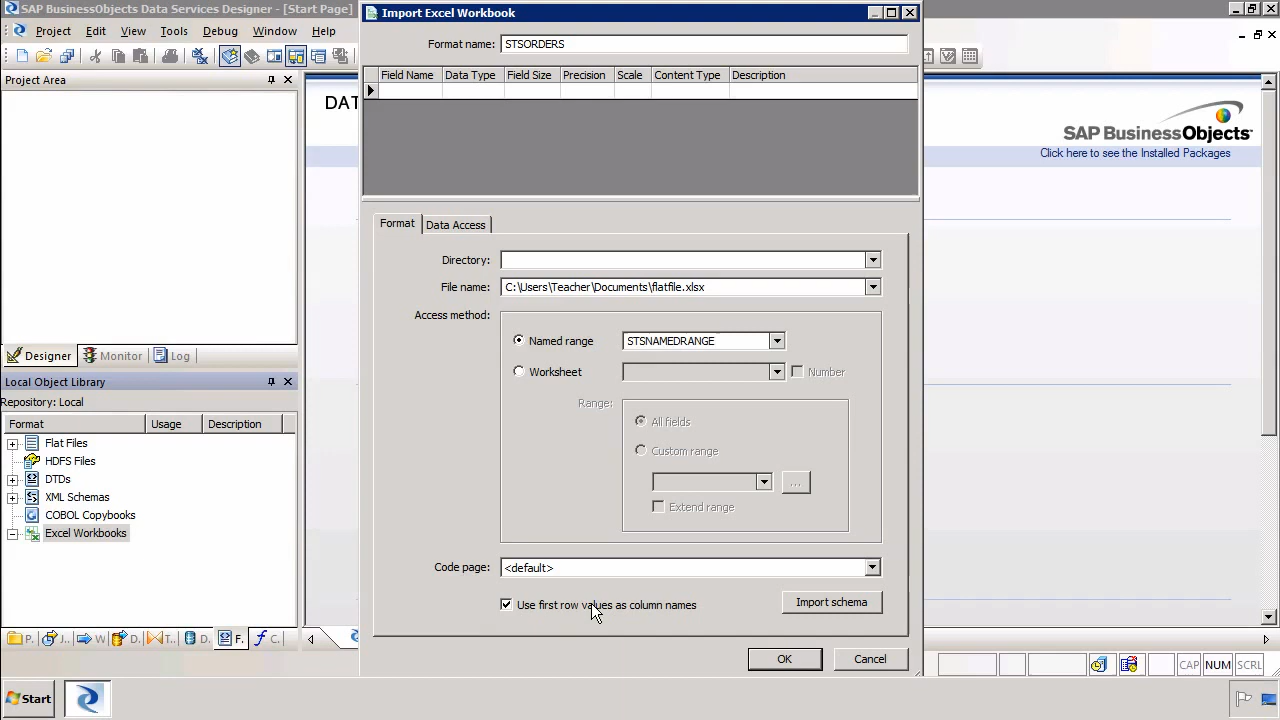 SAP BusinessObjects Data Services Designer - [Start Page]
Import Excel Workbook
Project Edit View Tools Debug Window Help
Format name: STSORDERS
Project Area
Field Name Data Type Field Size Precision Scale Content Type Description
DAT
SAP BusinessObjects
Click here to see the Installed Packages
Format Data Access
Directory:
File name: C:\Users\Teacher\Documents\flatfile.xlsx
Access method:
Named range STSNAMEDRANGE
Worksheet Number
Range:
All fields
Custom range
...
Extend range
Code page: <default>
Use first row values as column names Import schema
OK Cancel
Designer Monitor Log
Local Object Library
Repository: Local
Format Usage Description
Flat Files
HDFS Files
DTDs
XML Schemas
COBOL Copybooks
Excel Workbooks
P. J.. W T.. D. F. C.
CAP NUM SCRL
Start